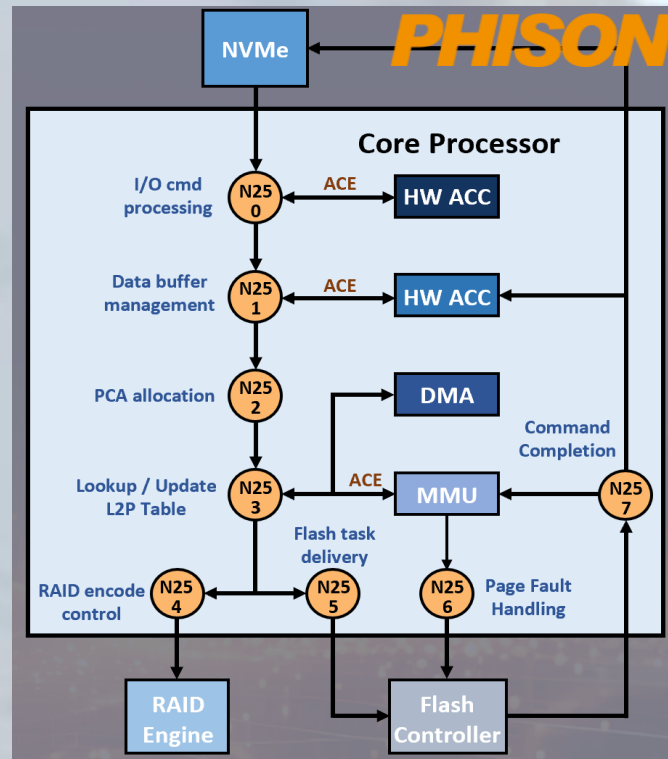 PHISON
NVMe
Core Processor
I/O cmd
processing
N25
0
ACE
HW ACC
Data buffer
management
N25
1
ACE
HW ACC
PCA allocation
N25
2
DMA
Command
Completion
Lookup / Update
L2P Table
N25
3
ACE
MMU
N25
7
Flash task
delivery
RAID encode
control
N25
4
N25
5
N25
6
Page Fault
Handling
RAID
Engine
Flash
Controller